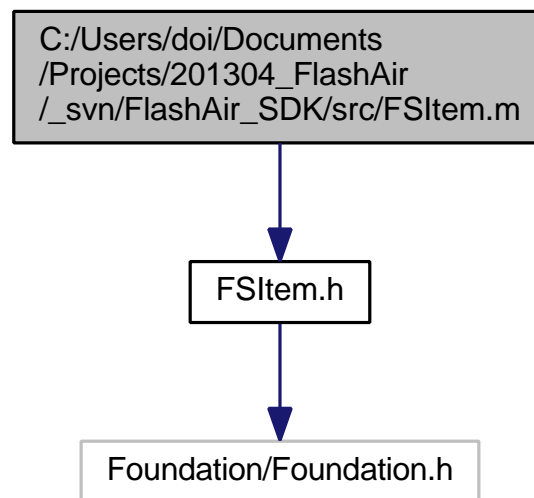 C:/Users/doi/Documents
/Projects/201304_FlashAir
/_svn/FlashAir_SDK/src/FSItem.m
FSItem.h
Foundation/Foundation.h